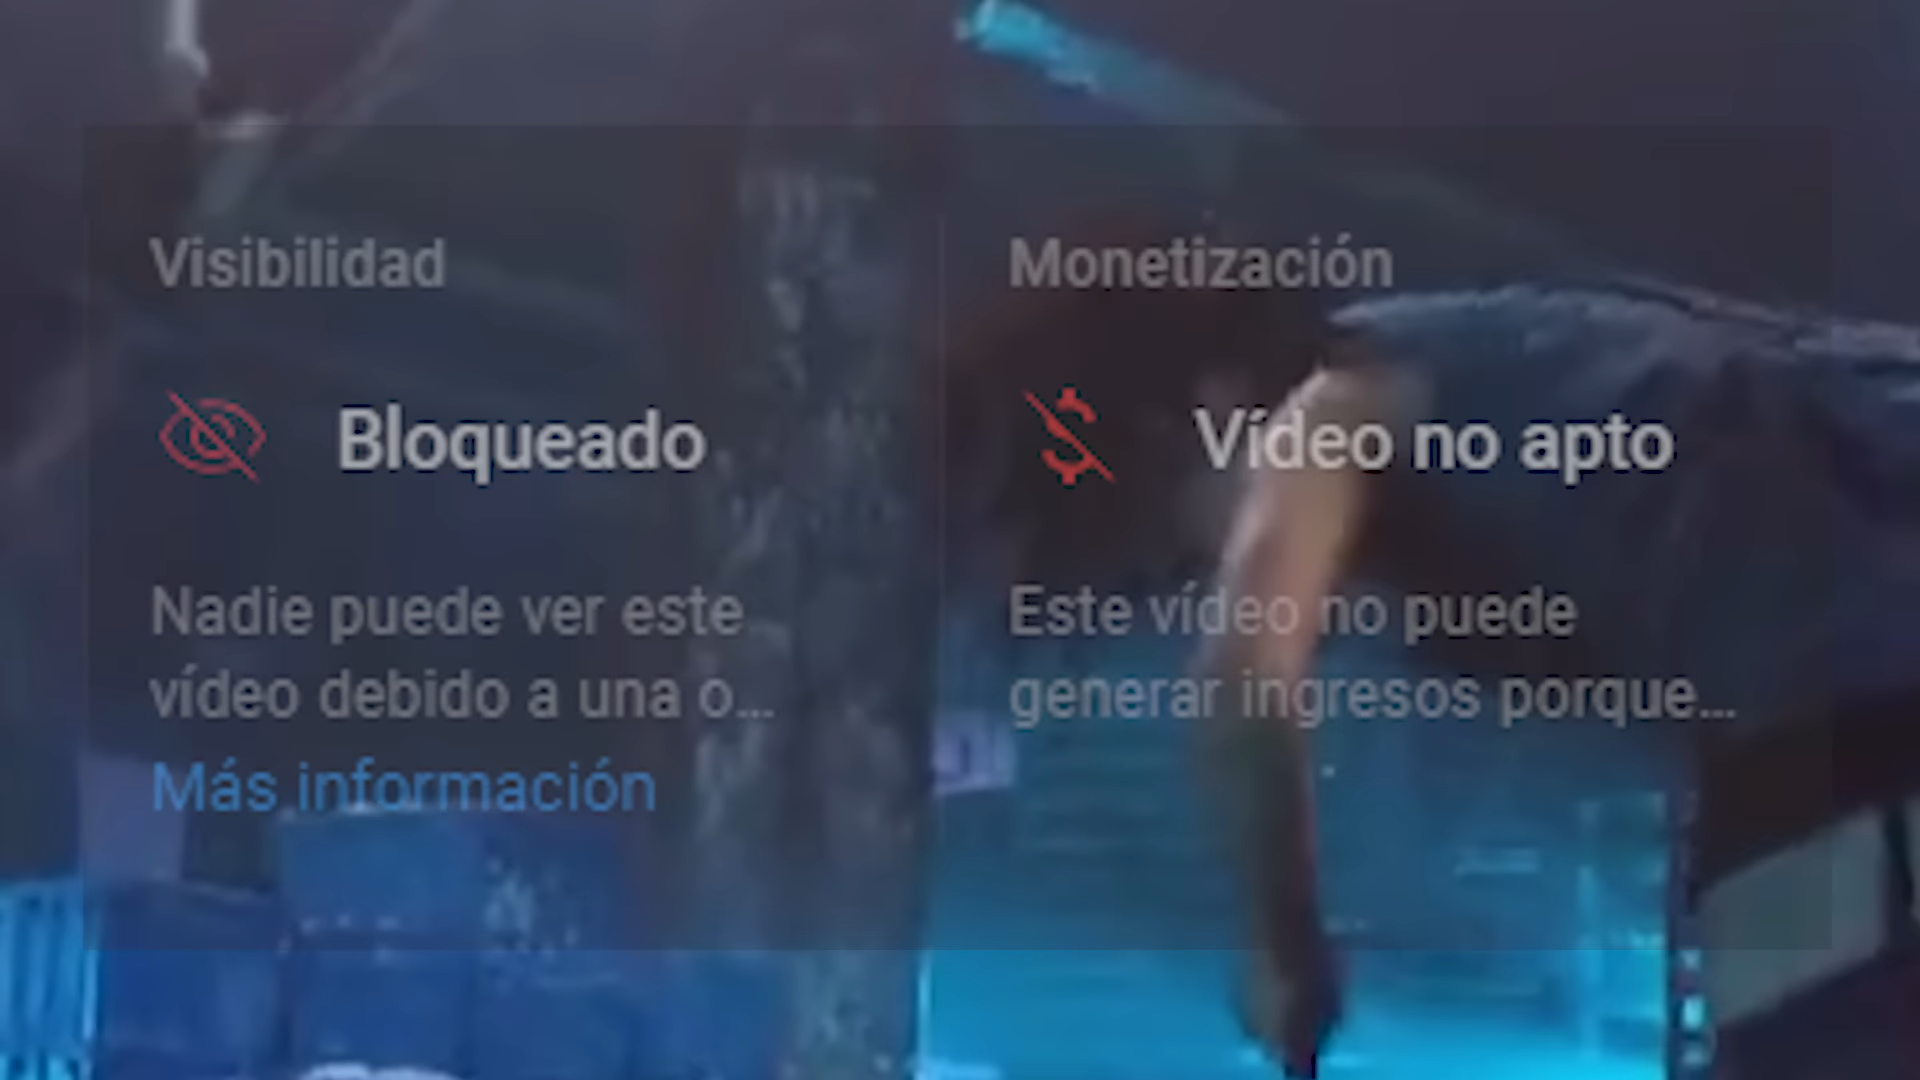 Visibilidad
Bloqueado
Nadie puede ver este
vídeo debido a una o...
Más información
Monetización
Vídeo no apto
Este vídeo no puede
generar ingresos porque...